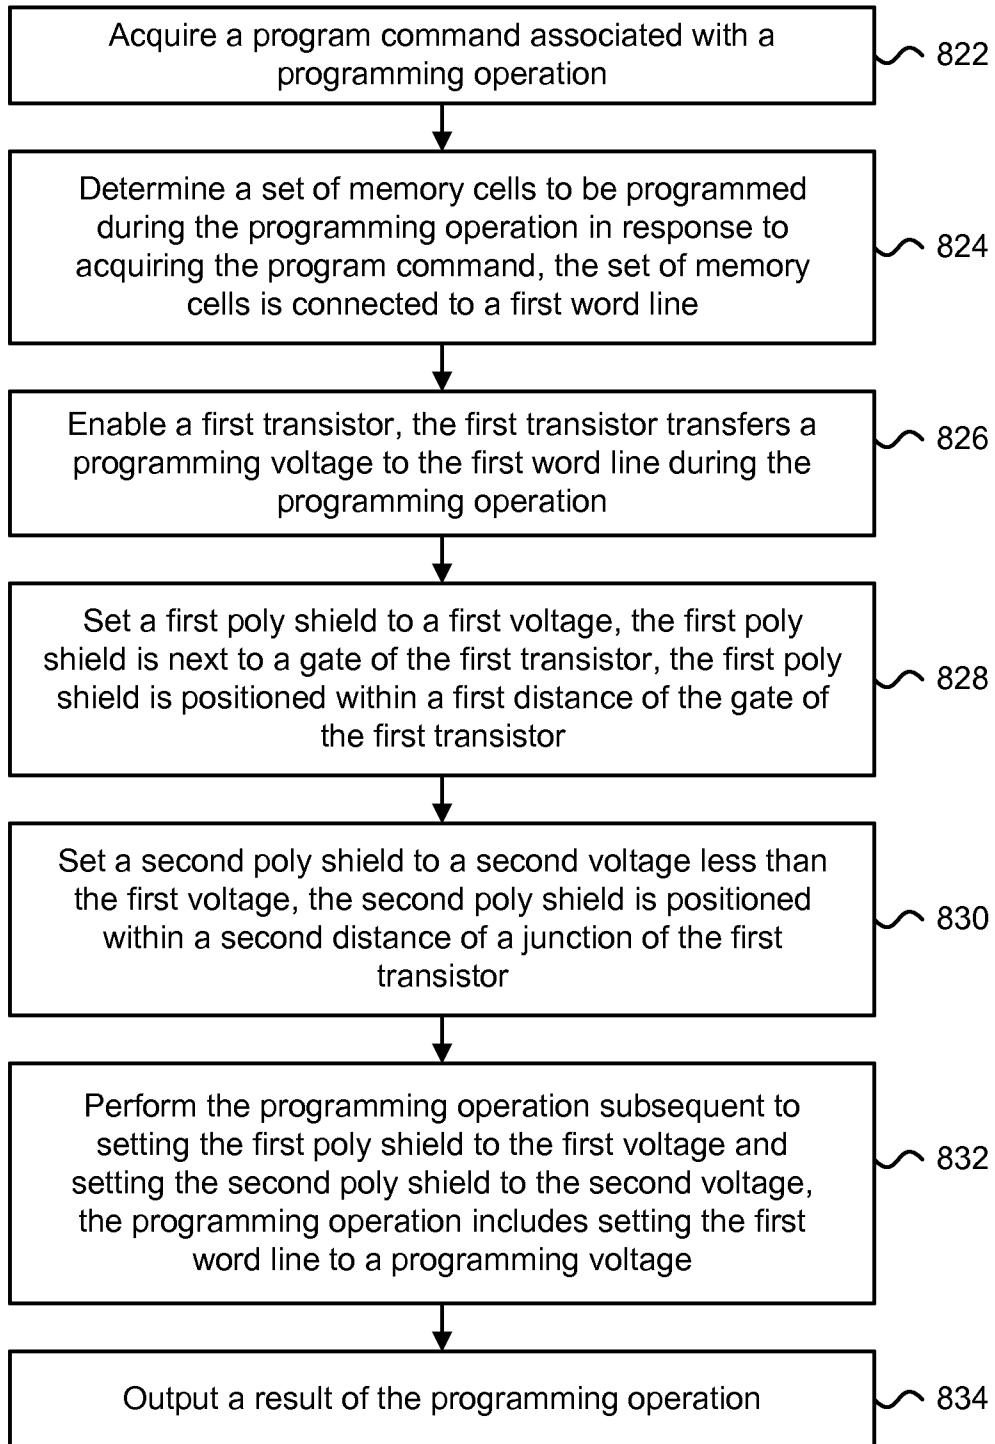 Acquire a program command associated with a
programming operation
822
Determine a set of memory cells to be programmed
during the programming operation in response to
acquiring the program command, the set of memory
cells is connected to a first word line
824
Enable a first transistor, the first transistor transfers a
programming voltage to the first word line during the
programming operation
826
Set a first poly shield to a first voltage, the first poly
shield is next to a gate of the first transistor, the first poly
shield is positioned within a first distance of the gate of
the first transistor
828
Set a second poly shield to a second voltage less than
the first voltage, the second poly shield is positioned
within a second distance of a junction of the first
transistor
830
Perform the programming operation subsequent to
setting the first poly shield to the first voltage and
setting the second poly shield to the second voltage,
the programming operation includes setting the first
word line to a programming voltage
832
Output a result of the programming operation
834